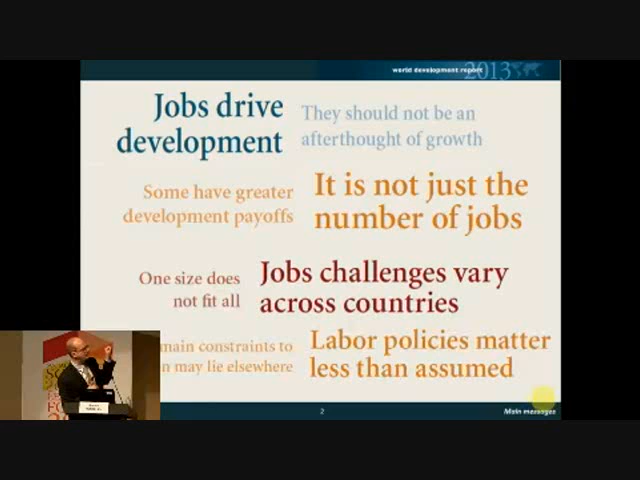 world development report 2013
Jobs drive
development
They should not be an
afterthought of growth
Some have greater
development payoffs
It is not just the
number of jobs
One size does
not fit all
Jobs challenges vary
across countries
main constraints to
may lie elsewhere
Labor policies matter
less than assumed
2
Main messages